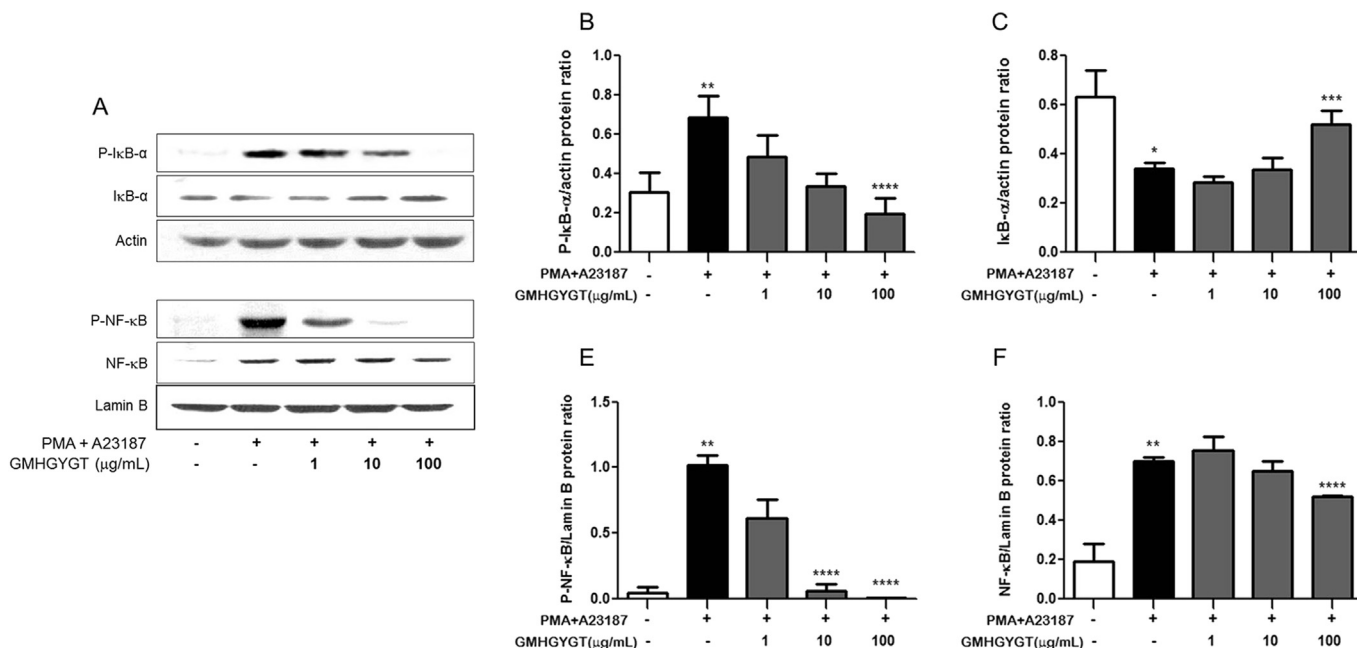 A
P-IκB-α
IκB-α
Actin
P-NF-κB
NF-κB
Lamin B
PMA + A23187 - + + + +
GMHGYGT (μg/mL) - - 1 10 100
B
P-IκB-α/actin protein ratio
1.0
0.8
0.6
0.4
0.2
0.0
**
****
PMA+A23187 - + + + +
GMHGYGT(μg/mL) - - 1 10 100
C
IκB-α/actin protein ratio
0.8
0.6
0.4
0.2
0.0
*
***
PMA+A23187 - + + + +
GMHGYGT(μg/mL) - - 1 10 100
E
P-NF-κB/Lamin B protein ratio
1.5
1.0
0.5
0.0
**
****
****
PMA+A23187 - + + + +
GMHGYGT(μg/mL) - - 1 10 100
F
NF-κB/Lamin B protein ratio
1.0
0.8
0.6
0.4
0.2
0.0
**
****
PMA+A23187 - + + + +
GMHGYGT(μg/mL) - - 1 10 100